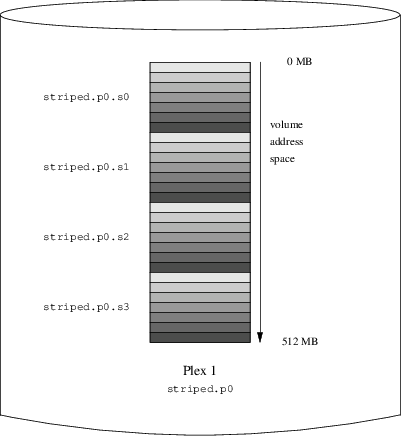 0 MB
striped.p0.s0
volume
address
space
striped.p0.s1
striped.p0.s2
striped.p0.s3
512 MB
Plex 1
striped.p0